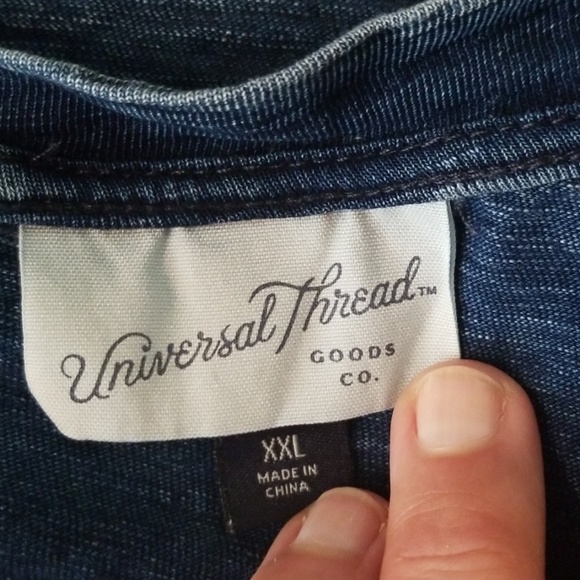 Universal Thread™
GOODS
CO.
XXL
MADE IN
CHINA